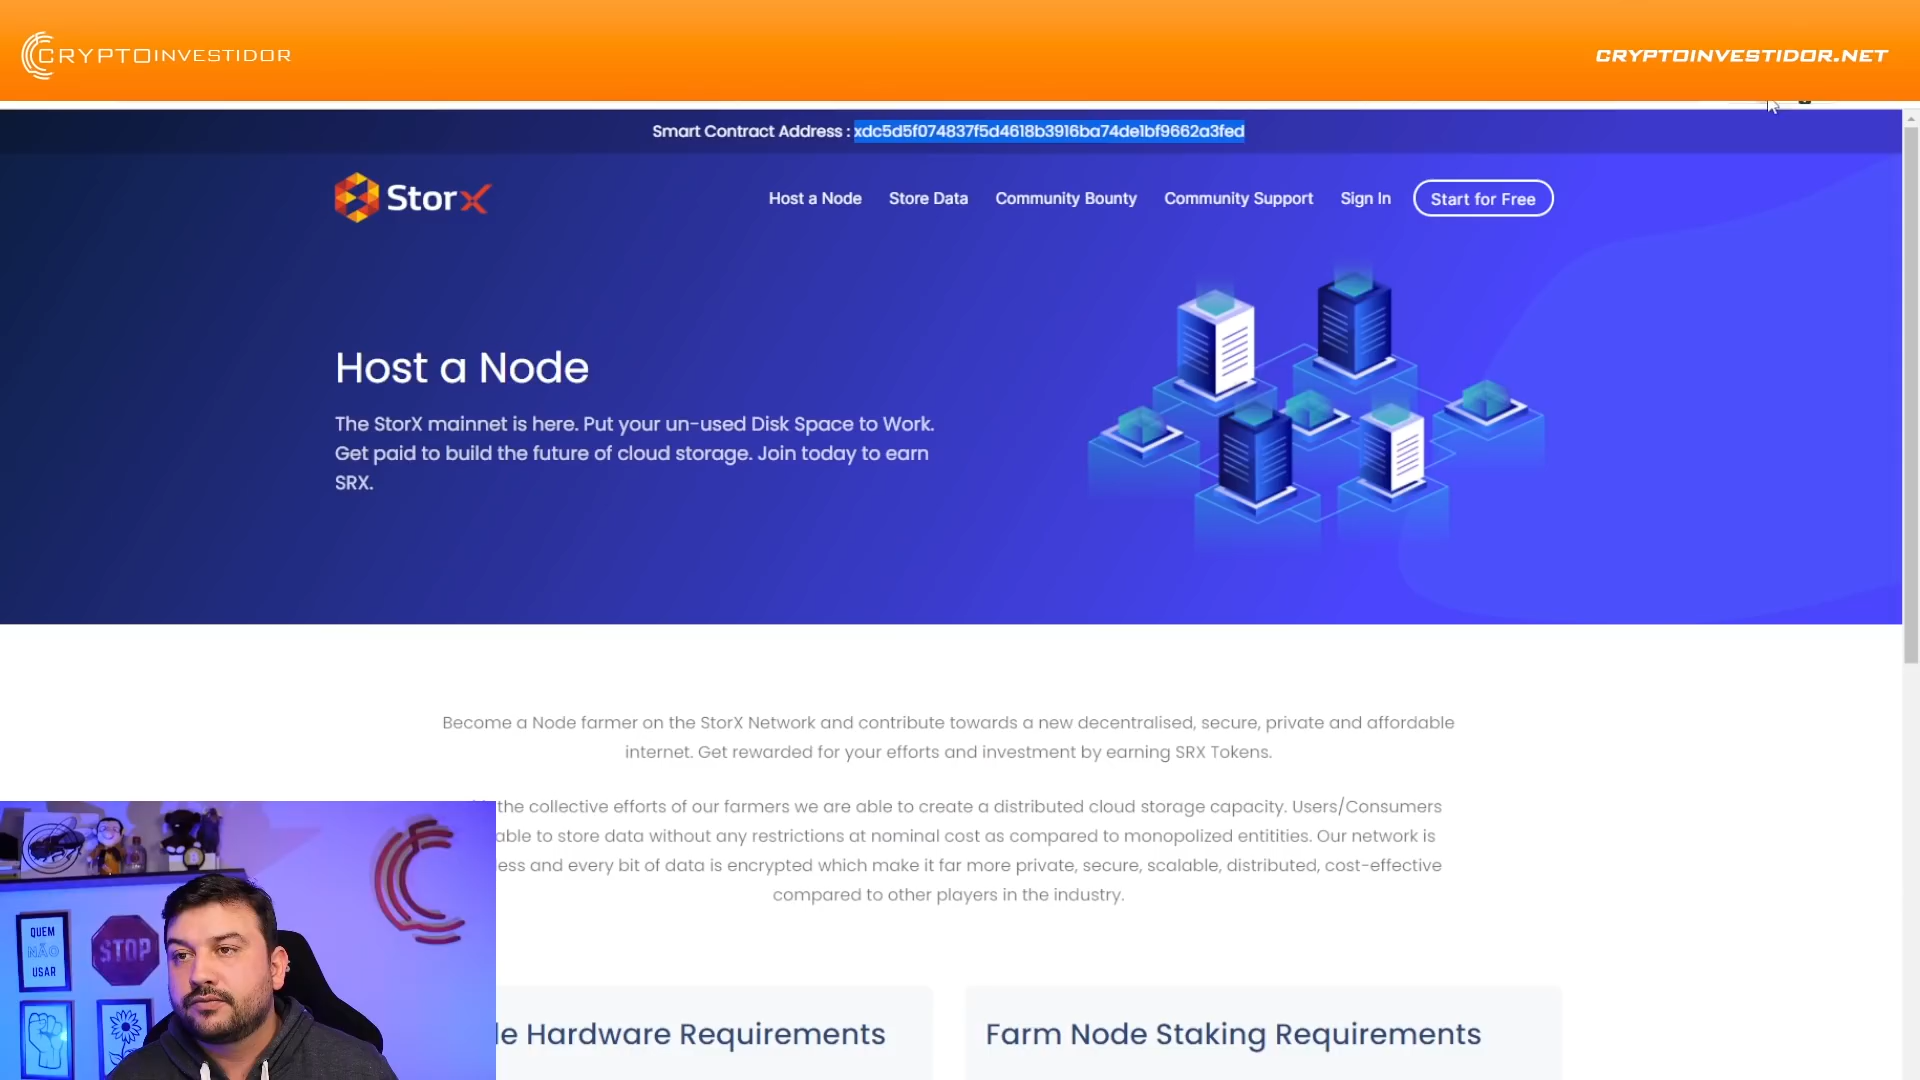 CRYPTOINVESTIDOR
CRYPTOINVESTIDOR.NET
Smart Contract Address : xdc5d5f074837f5d4618b3916ba74de1bf9662a3fed
StorX
Host a Node
Store Data
Community Bounty
Community Support
Sign In
Start for Free
Host a Node
The StorX mainnet is here. Put your un-used Disk Space to Work.
Get paid to build the future of cloud storage. Join today to earn
SRX.
Become a Node farmer on the StorX Network and contribute towards a new decentralised, secure, private and affordable
internet. Get rewarded for your efforts and investment by earning SRX Tokens.
the collective efforts of our farmers we are able to create a distributed cloud storage capacity. Users/Consumers
able to store data without any restrictions at nominal cost as compared to monopolized entitities. Our network is
ess and every bit of data is encrypted which make it far more private, secure, scalable, distributed, cost-effective
compared to other players in the industry.
le Hardware Requirements
Farm Node Staking Requirements
QUEM
NÃO
USAR
STOP